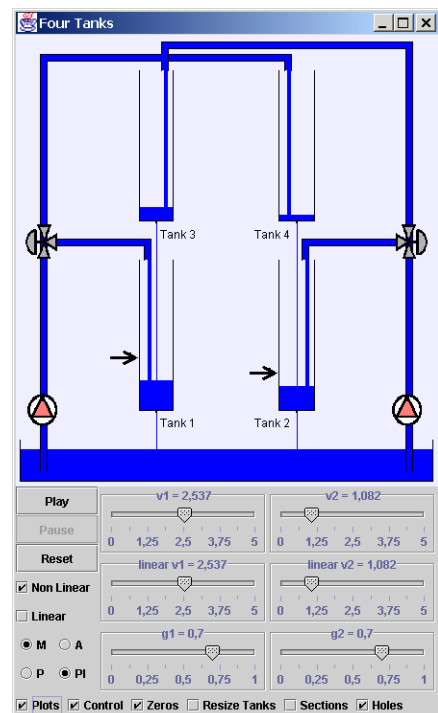 Four Tanks
Tank 3
Tank 4
Tank 1
Tank 2
Play
Pause
Reset
v1 = 2,537
0 1,25 2,5 3,75 5
v2 = 1,082
0 1,25 2,5 3,75 5
linear v1 = 2,537
0 1,25 2,5 3,75 5
linear v2 = 1,082
0 1,25 2,5 3,75 5
Non Linear
Linear
M A
P PI
g1 = 0,7
0 0,25 0,5 0,75 1
g2 = 0,7
0 0,25 0,5 0,75 1
Plots Control Zeros Resize Tanks Sections Holes